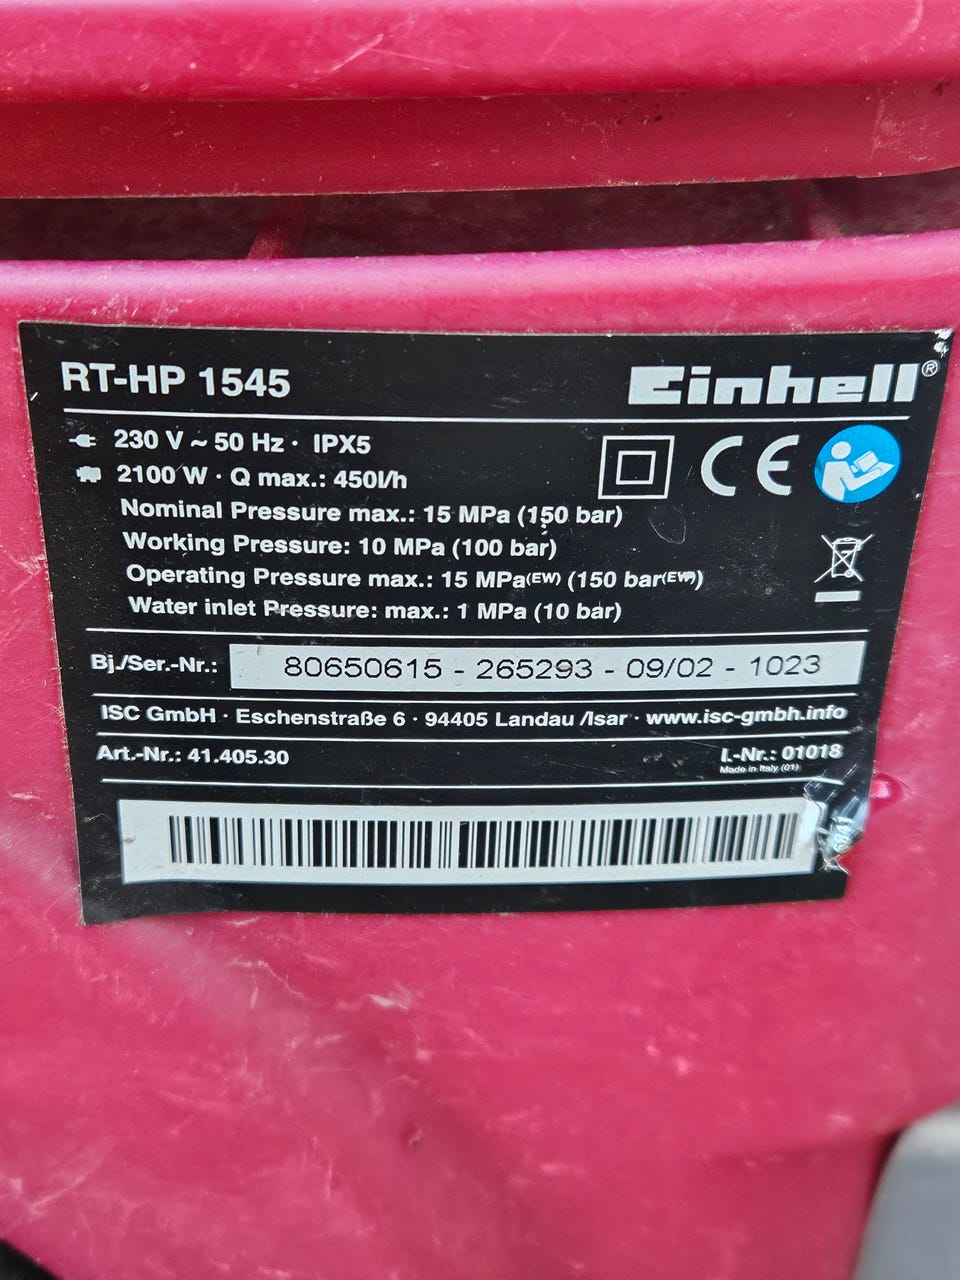 RT-HP 1545
Einhell®
230 V ~ 50 Hz · IPX5
2100 W · Q max.: 450l/h
CE
Nominal Pressure max.: 15 MPa (150 bar)
Working Pressure: 10 MPa (100 bar)
Operating Pressure max.: 15 MPa(EW) (150 bar(EW))
Water inlet Pressure: max.: 1 MPa (10 bar)
Bj./Ser.-Nr.: 80650615 - 265293 - 09/02 - 1023
ISC GmbH · Eschenstraße 6 · 94405 Landau /Isar · www.isc-gmbh.info
Art.-Nr.: 41.405.30
I.-Nr.: 01018
Made in Italy (01)